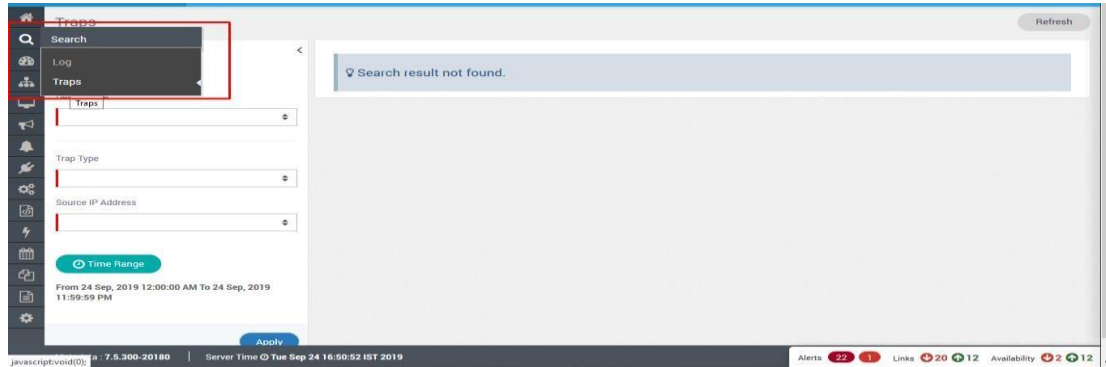 Traps
Refresh
Search
Log
Traps
Traps
Search result not found.
Trap Type
Source IP Address
Time Range
From 24 Sep, 2019 12:00:00 AM To 24 Sep, 2019
11:59:59 PM
Apply
javascript:void(0);
a : 7.5.300-20180 | Server Time Tue Sep 24 16:50:52 IST 2019
Alerts 22 1 Links 20 12 Availability 2 12